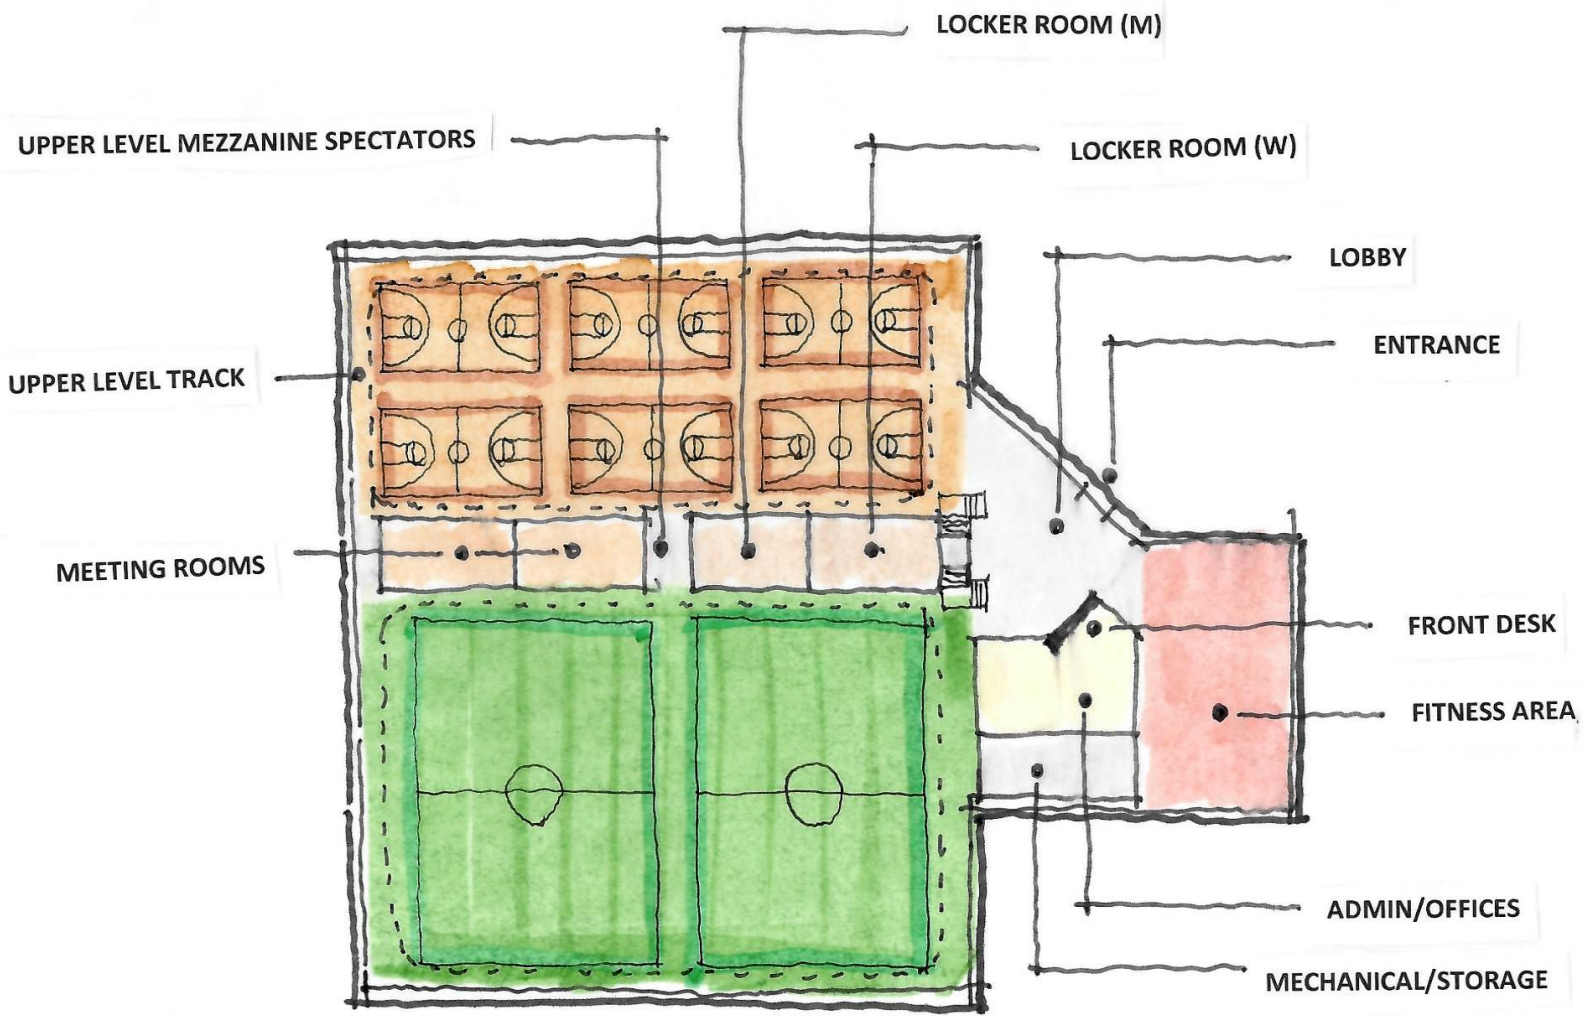 LOCKER ROOM (M)
UPPER LEVEL MEZZANINE SPECTATORS
LOCKER ROOM (W)
LOBBY
ENTRANCE
UPPER LEVEL TRACK
MEETING ROOMS
FRONT DESK
FITNESS AREA
ADMIN/OFFICES
MECHANICAL/STORAGE